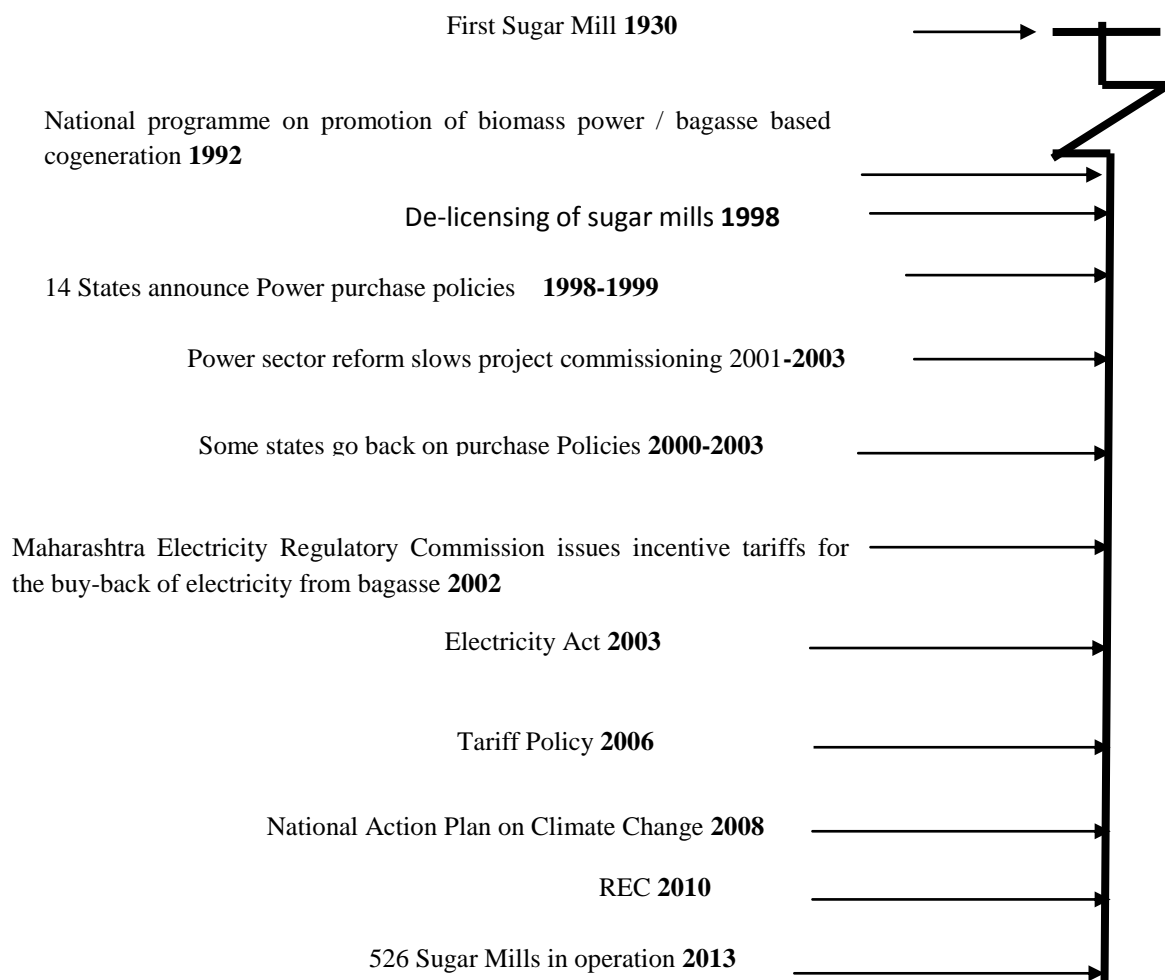 First Sugar Mill 1930
National programme on promotion of biomass power / bagasse based
cogeneration 1992
De-licensing of sugar mills 1998
14 States announce Power purchase policies 1998-1999
Power sector reform slows project commissioning 2001-2003
Some states go back on purchase Policies 2000-2003
Maharashtra Electricity Regulatory Commission issues incentive tariffs for
the buy-back of electricity from bagasse 2002
Electricity Act 2003
Tariff Policy 2006
National Action Plan on Climate Change 2008
REC 2010
526 Sugar Mills in operation 2013